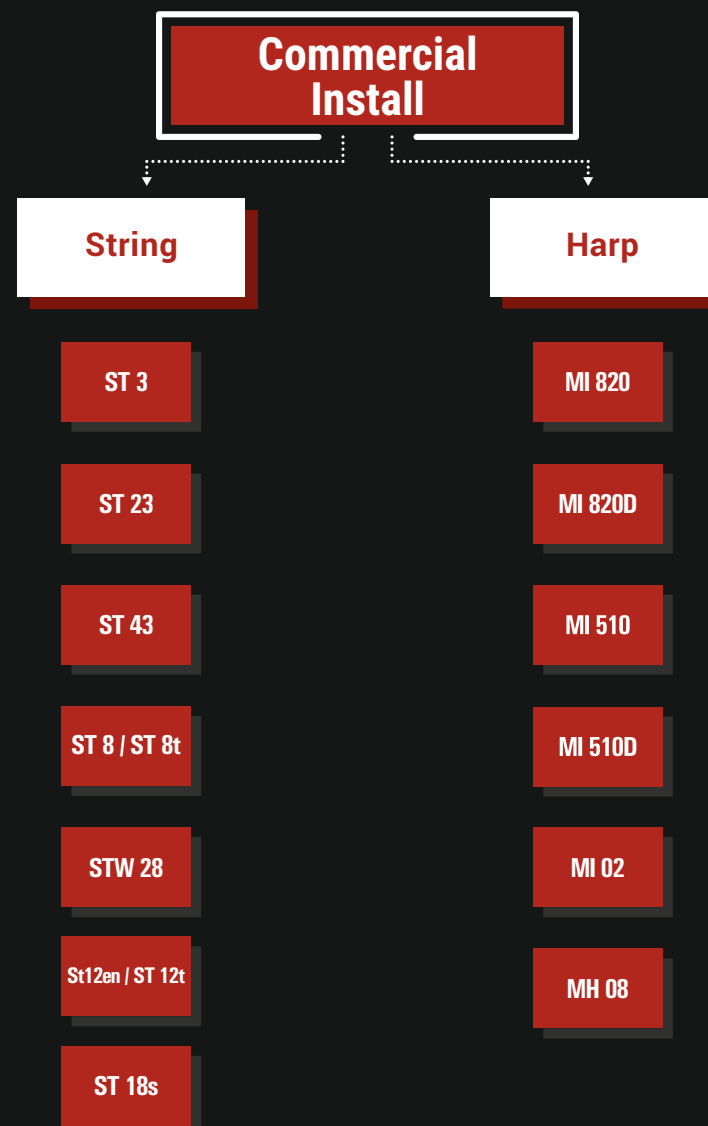 Commercial
Install
String
Harp
ST 3
MI 820
ST 23
MI 820D
ST 43
MI 510
ST 8 / ST 8t
MI 510D
STW 28
MI 02
St12en / ST 12t
MH 08
ST 18s